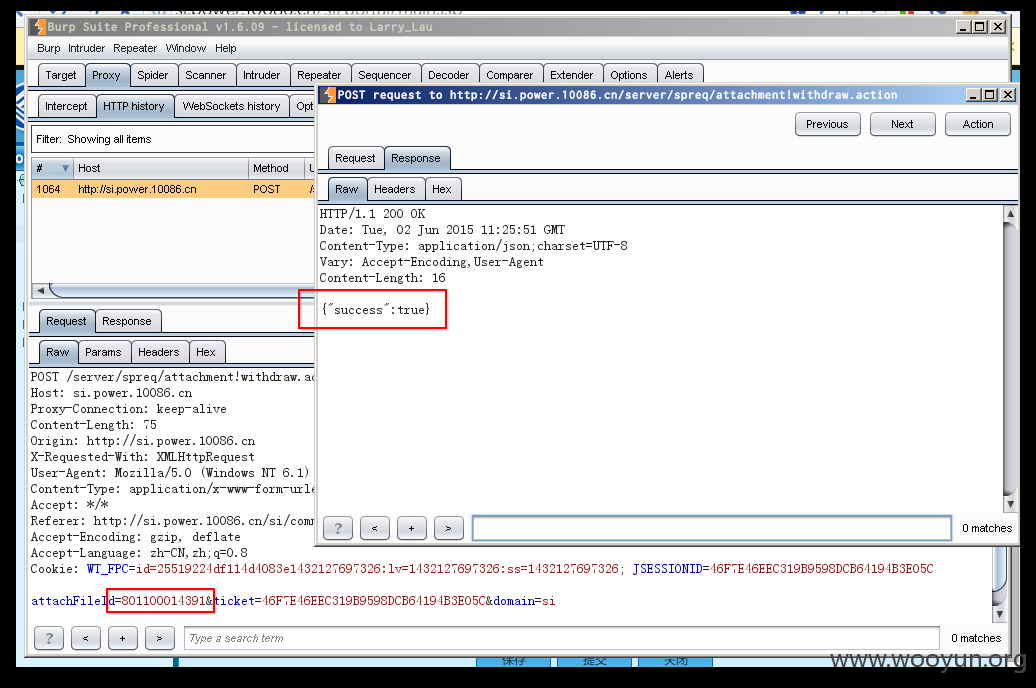 Burp Suite Professional v1.6.09 - licensed to Larry_Lau
Burp Intruder Repeater Window Help
Target Proxy Spider Scanner Intruder Repeater Sequencer Decoder Comparer Extender Options Alerts
Intercept HTTP history WebSockets history Opt
Filter: Showing all items
# Host Method U
1064 http://si.power.10086.cn POST /s
Request Response
Raw Params Headers Hex
POST /server/spreq/attachment!withdraw.ac
Host: si.power.10086.cn
Proxy-Connection: keep-alive
Content-Length: 75
Origin: http://si.power.10086.cn
X-Requested-With: XMLHttpRequest
User-Agent: Mozilla/5.0 (Windows NT 6.1)
Content-Type: application/x-www-form-urle
Accept: */*
Referer: http://si.power.10086.cn/si/comm
Accept-Encoding: gzip, deflate
Accept-Language: zh-CN,zh;q=0.8
Cookie: WT_FPC=id=25519224df114d4083e1432127697326:lv=1432127697326:ss=1432127697326; JSESSIONID=46F7E46EEC319B9598DCB64194B3E05C
attachFileId=801100014391&ticket=46F7E46EEC319B9598DCB64194B3E05C&domain=si
? < + > Type a search term 0 matches
POST request to http://si.power.10086.cn/server/spreq/attachment!withdraw.action
Previous Next Action
Request Response
Raw Headers Hex
HTTP/1.1 200 OK
Date: Tue, 02 Jun 2015 11:25:51 GMT
Content-Type: application/json;charset=UTF-8
Vary: Accept-Encoding,User-Agent
Content-Length: 16
{"success":true}
? < + > 0 matches
保存 提交 关闭
www.wooyun.org